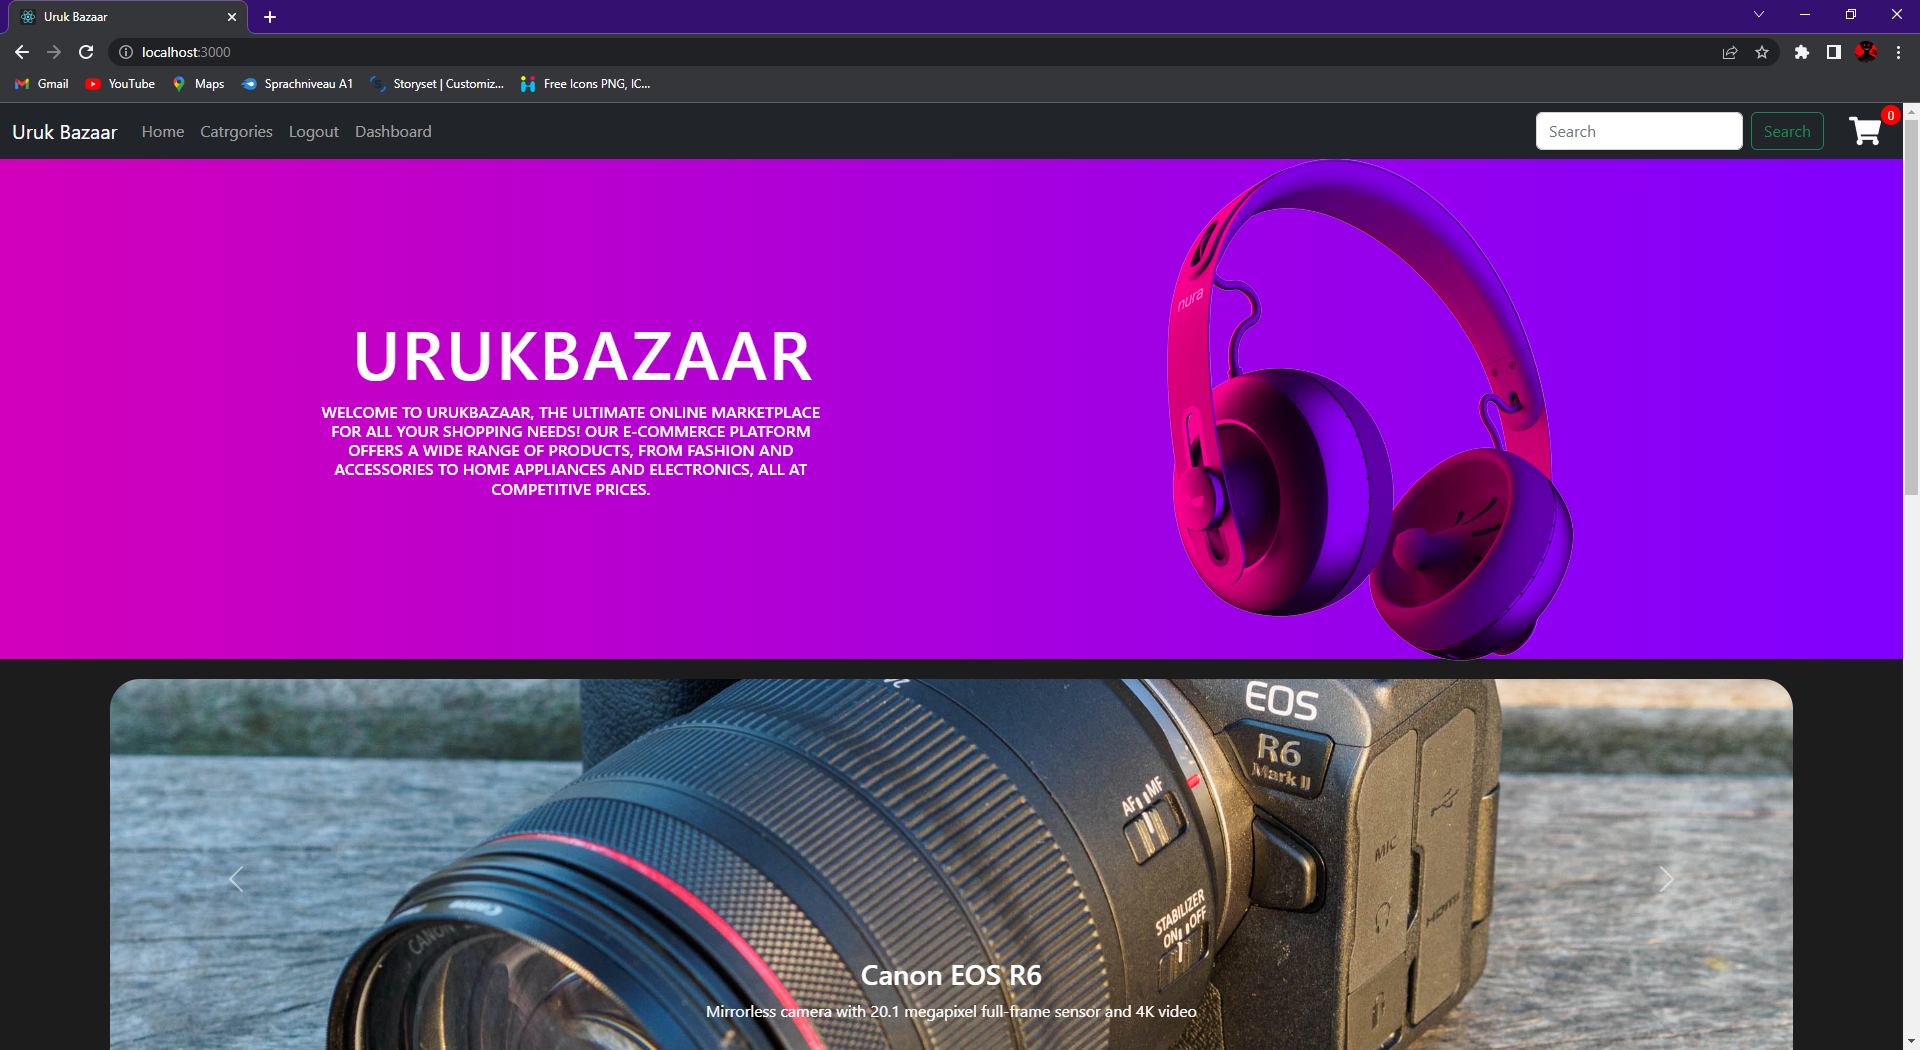 Uruk Bazaar
localhost:3000
Gmail YouTube Maps Sprachniveau A1 Storyset | Customiz... Free Icons PNG, IC...
Uruk Bazaar Home Catrgories Logout Dashboard Search Search 0
nura
URUKBAZAAR
WELCOME TO URUKBAZAAR, THE ULTIMATE ONLINE MARKETPLACE
FOR ALL YOUR SHOPPING NEEDS! OUR E-COMMERCE PLATFORM
OFFERS A WIDE RANGE OF PRODUCTS, FROM FASHION AND
ACCESSORIES TO HOME APPLIANCES AND ELECTRONICS, ALL AT
COMPETITIVE PRICES.
EOS
R6
Mark II
AF MF
MIC
HDMI
STABILIZER
ON OFF
CANON
Canon EOS R6
Mirrorless camera with 20.1 megapixel full-frame sensor and 4K video